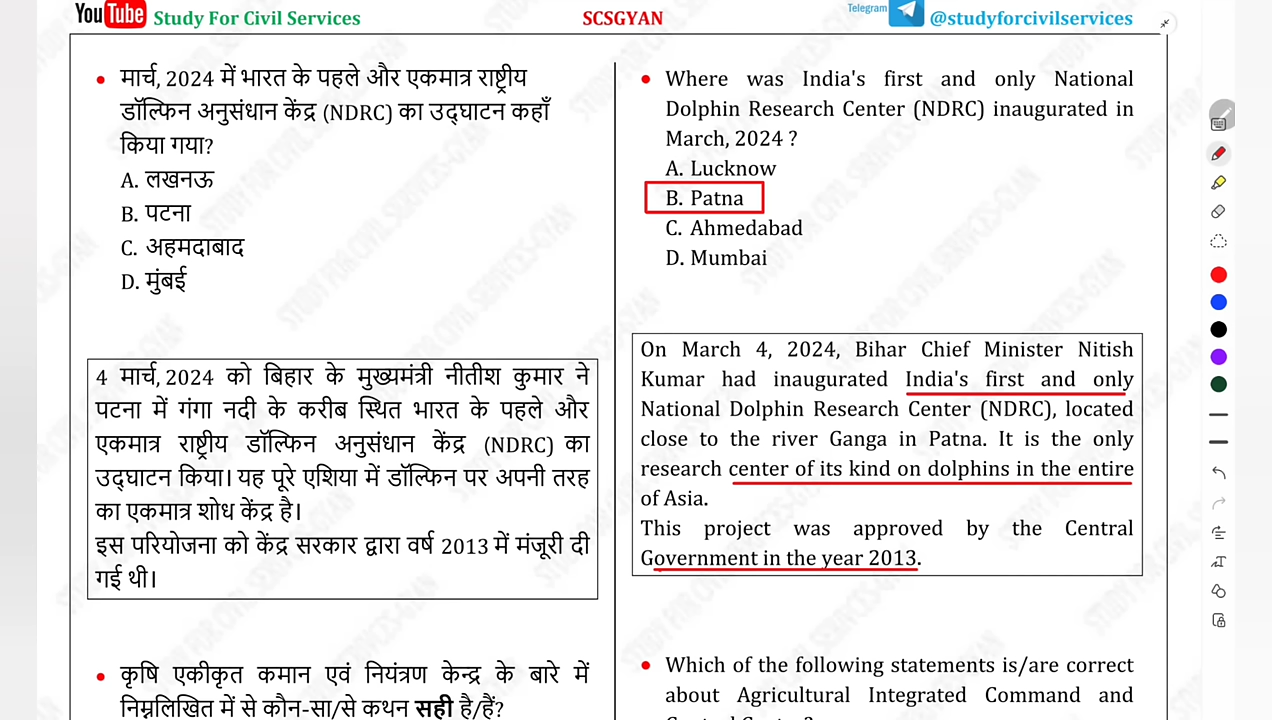 YouTube Study For Civil Services
SCSGYAN
Telegram
@studyforcivilservices
मार्च, 2024 में भारत के पहले और एकमात्र राष्ट्रीय
डॉल्फिन अनुसंधान केंद्र (NDRC) का उद्घाटन कहाँ
किया गया?
A. लखनऊ
B. पटना
C. अहमदाबाद
D. मुंबई
4 मार्च, 2024 को बिहार के मुख्यमंत्री नीतीश कुमार ने
पटना में गंगा नदी के करीब स्थित भारत के पहले और
एकमात्र राष्ट्रीय डॉल्फिन अनुसंधान केंद्र (NDRC) का
उद्घाटन किया। यह पूरे एशिया में डॉल्फिन पर अपनी तरह
का एकमात्र शोध केंद्र है।
इस परियोजना को केंद्र सरकार द्वारा वर्ष 2013 में मंजूरी दी
गई थी।
कृषि एकीकृत कमान एवं नियंत्रण केन्द्र के बारे में
निम्नलिखित में से कौन-सा/से कथन सही है/हैं?
Where was India's first and only National
Dolphin Research Center (NDRC) inaugurated in
March, 2024 ?
A. Lucknow
B. Patna
C. Ahmedabad
D. Mumbai
On March 4, 2024, Bihar Chief Minister Nitish
Kumar had inaugurated India's first and only
National Dolphin Research Center (NDRC), located
close to the river Ganga in Patna. It is the only
research center of its kind on dolphins in the entire
of Asia.
This project was approved by the Central
Government in the year 2013.
Which of the following statements is/are correct
about Agricultural Integrated Command and